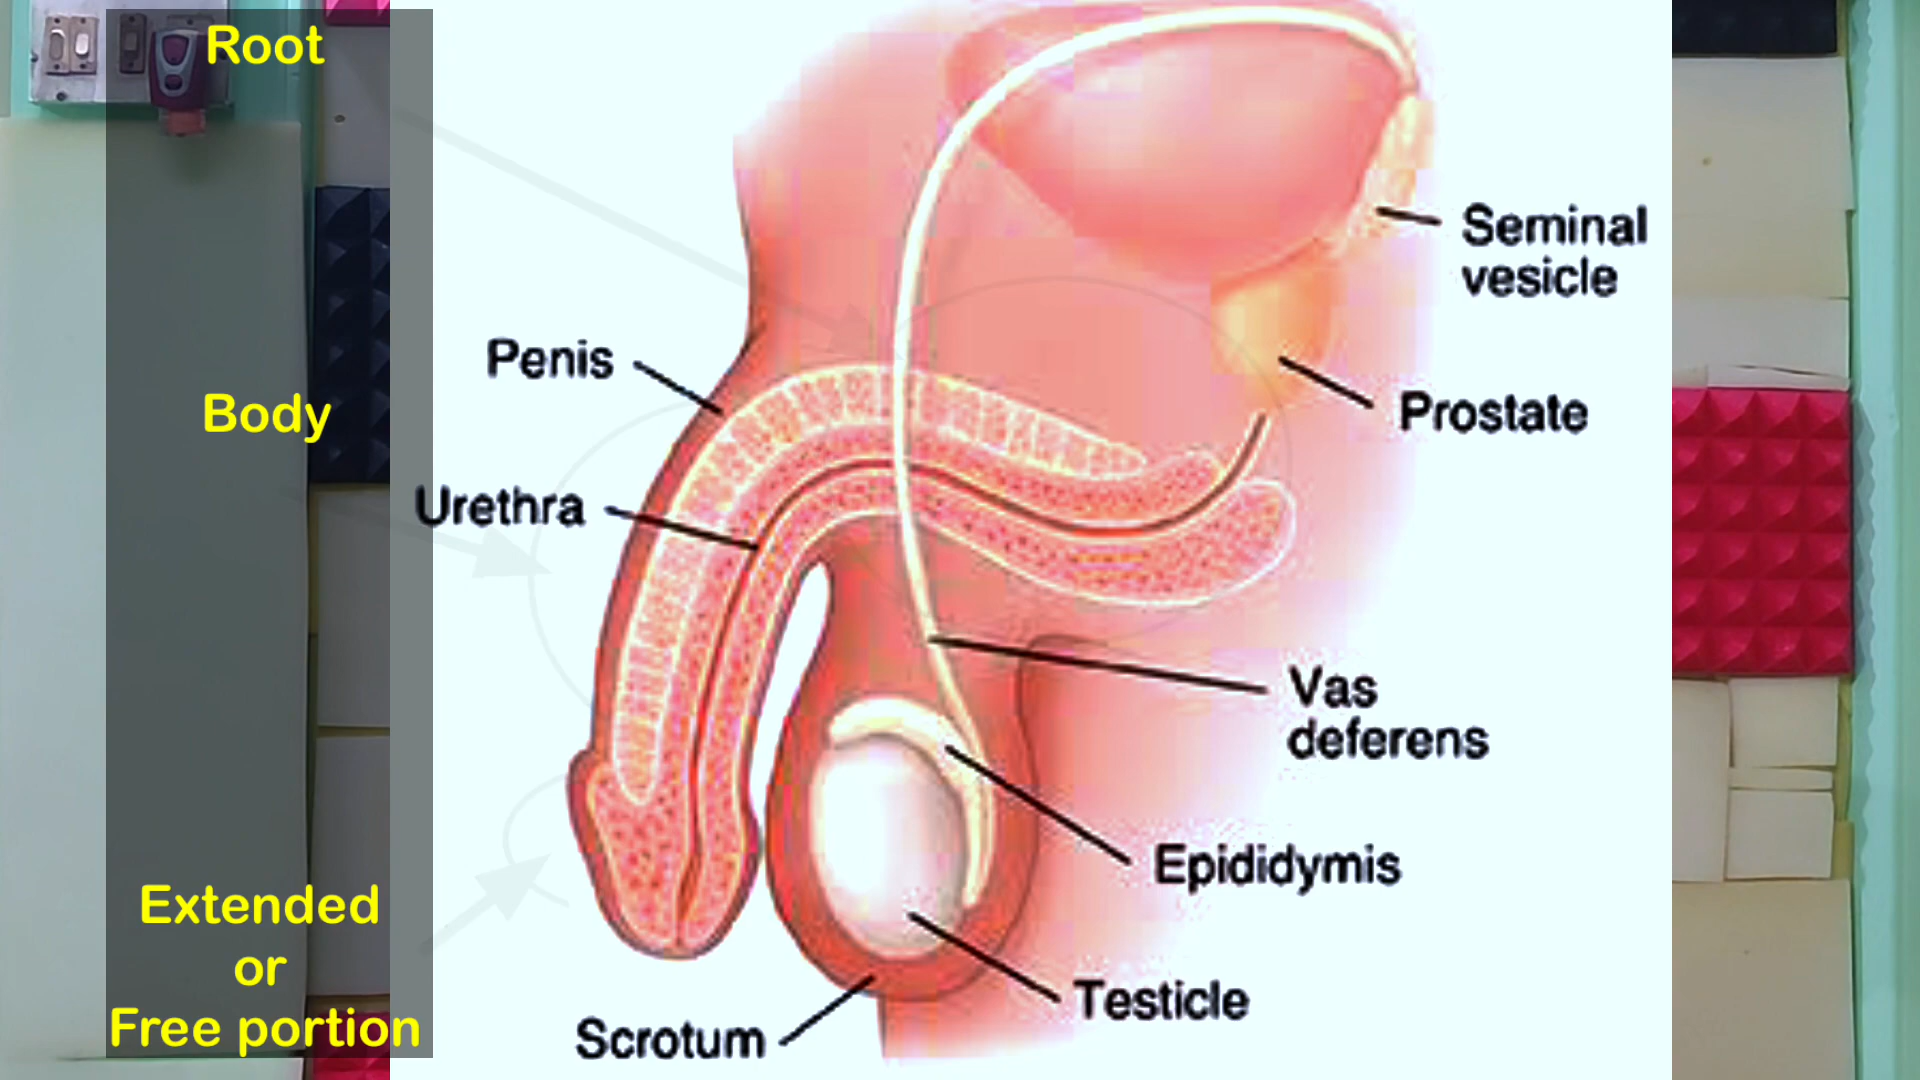 Root
Body
Extended
or
Free portion
Penis
Urethra
Scrotum
Seminal
vesicle
Prostate
Vas
deferens
Epididymis
Testicle